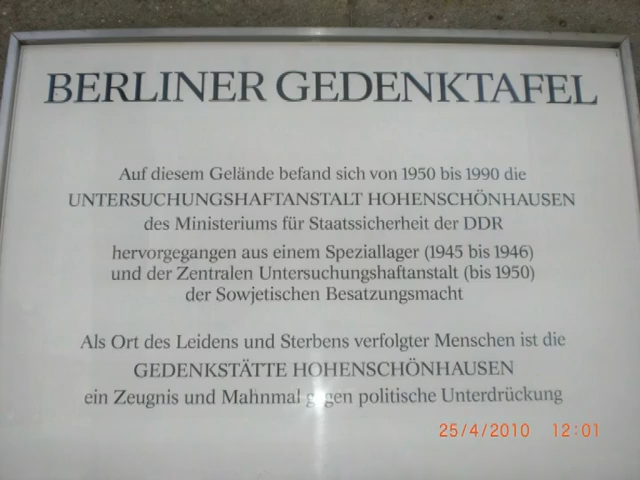 BERLINER GEDENKTAFEL
Auf diesem Gelände befand sich von 1950 bis 1990 die
UNTERSUCHUNGSHAFTANSTALT HOHENSCHÖNHAUSEN
des Ministeriums für Staatssicherheit der DDR
hervorgegangen aus einem Speziallager (1945 bis 1946)
und der Zentralen Untersuchungshaftanstalt (bis 1950)
der Sowjetischen Besatzungsmacht
Als Ort des Leidens und Sterbens verfolgter Menschen ist die
GEDENKSTÄTTE HOHENSCHÖNHAUSEN
ein Zeugnis und Mahnmal gegen politische Unterdrückung
25/4/2010 12:01